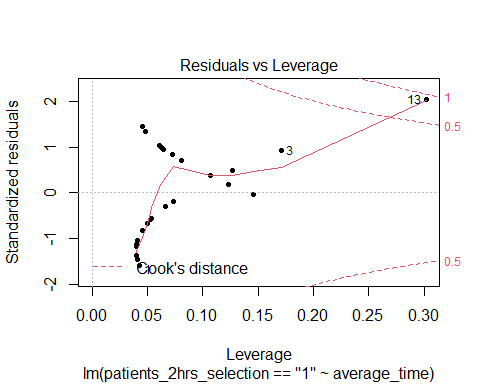 Residuals vs Leverage
Standardized residuals
2
1
0
-1
-2
13
3
1
0.5
0.5
Cook's distance
0.00 0.05 0.10 0.15 0.20 0.25 0.30
Leverage
lm(patients_2hrs_selection == "1" ~ average_time)